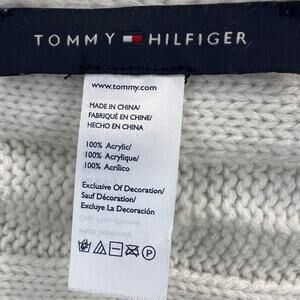 TOMMY HILFIGER
www.tommy.com
MADE IN CHINA/
FABRIQUÉ EN CHINE/
HECHO EN CHINA
100% Acrylic/
100% Acrylique/
100% Acrílico
Exclusive Of Decoration/
Sauf Décoration/
Excluye La Decoración
P